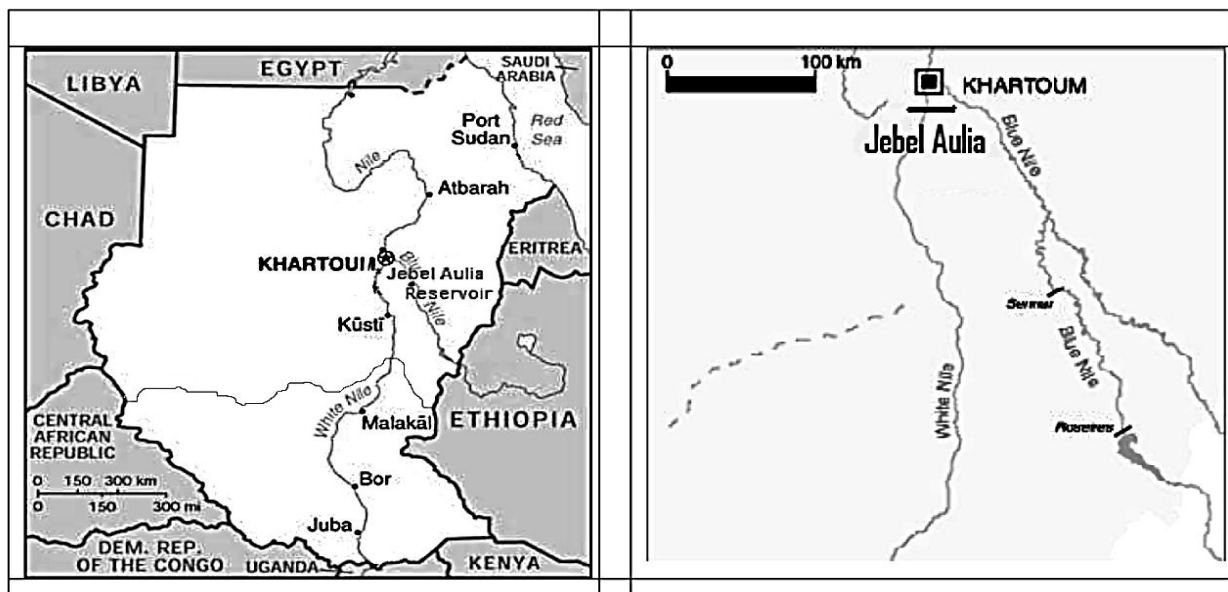 LIBYA
EGYPT
SAUDI
ARABIA
Red
Sea
Port
Sudan
Nile
Atbarah
CHAD
KHARTOUM
ERITREA
Blue
Jebel Aulia
Reservoir
Nile
Kūstī
White Nile
Malakāl
ETHIOPIA
CENTRAL
AFRICAN
REPUBLIC
0 150 300 km
0 150 300 mi
Bor
Juba
DEM. REP.
OF THE CONGO
UGANDA
KENYA
0 100 km
KHARTOUM
Jebel Aulia
Blue Nile
Sennar
Blue Nile
White Nile
Roseires